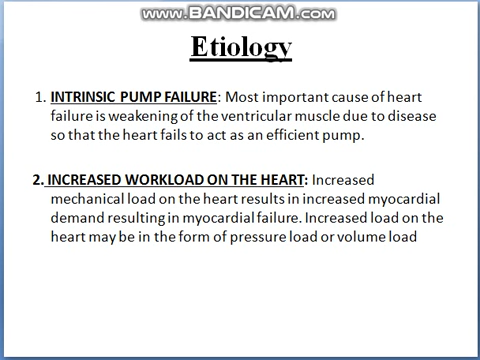 WWW.BANDICAM.COM
Etiology
1. INTRINSIC PUMP FAILURE: Most important cause of heart
failure is weakening of the ventricular muscle due to disease
so that the heart fails to act as an efficient pump.
2. INCREASED WORKLOAD ON THE HEART: Increased
mechanical load on the heart results in increased myocardial
demand resulting in myocardial failure. Increased load on the
heart may be in the form of pressure load or volume load